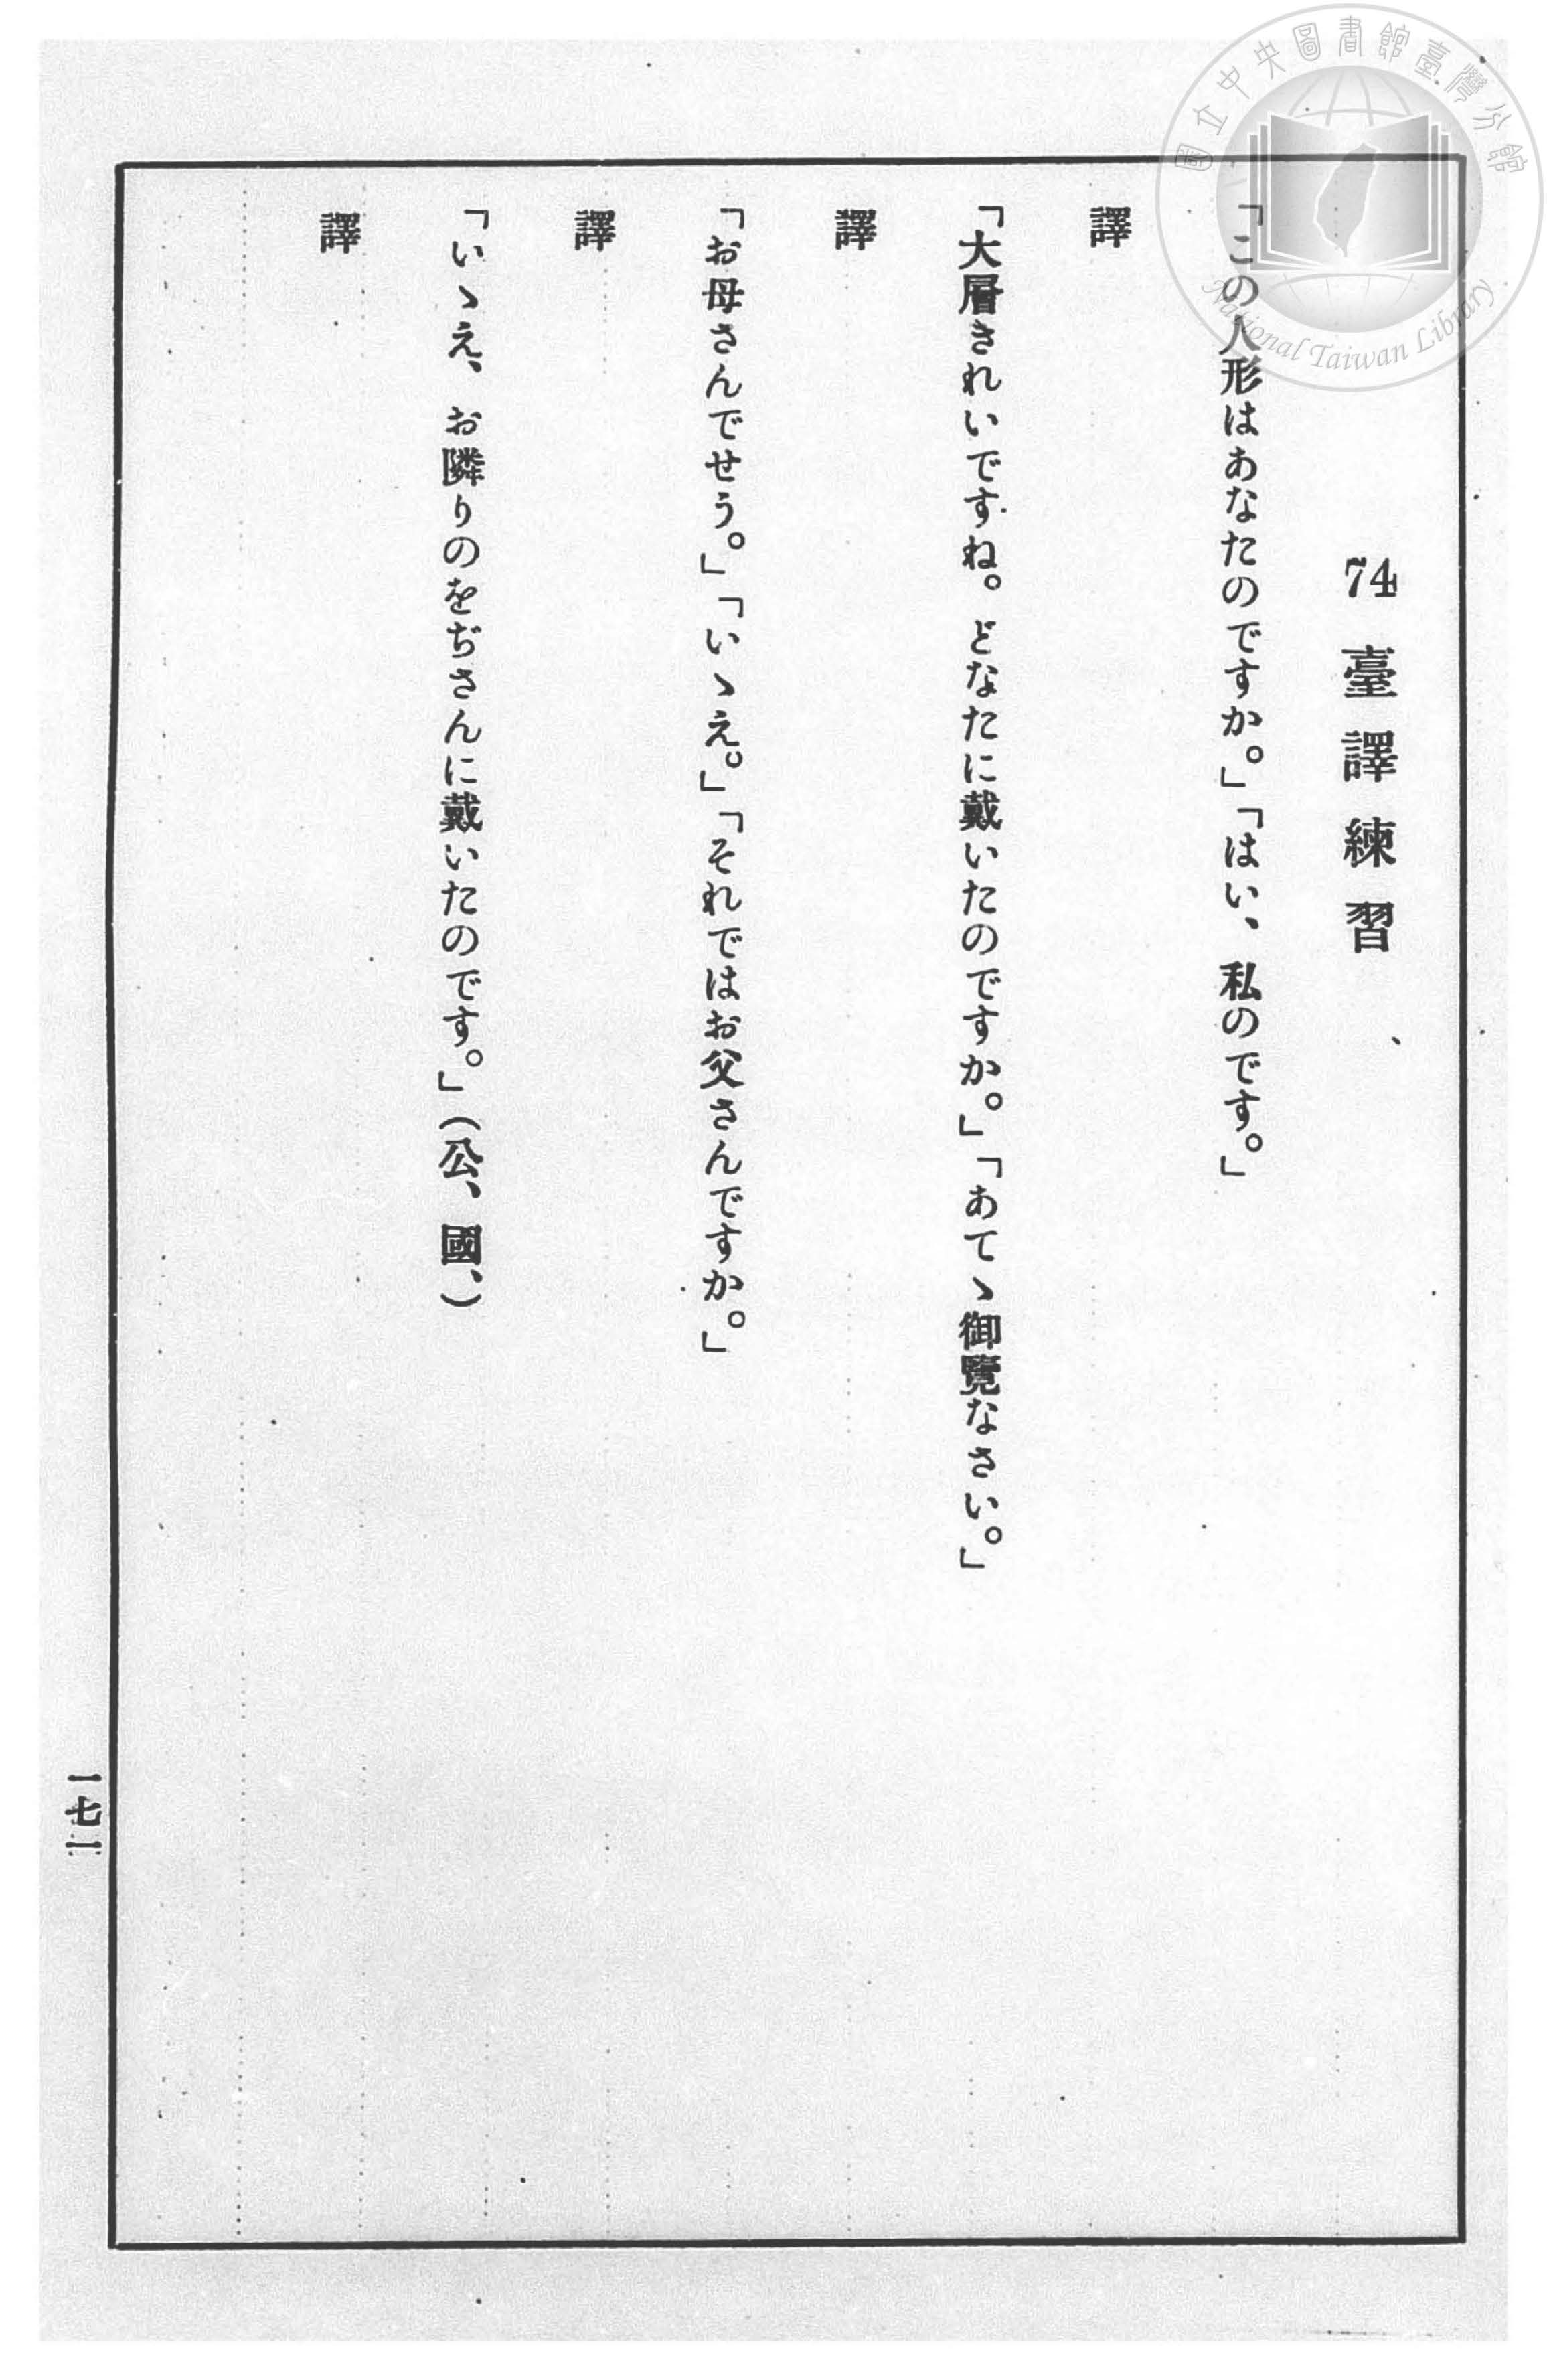 國立中央圖書館臺灣分館
National Taiwan Library
74 臺譯練習
「この人形はあなたのですか。」「はい、私のです。」
譯
「大層きれいですね。どなたに戴いたのですか。」「あてゝ御覽なさい。」
譯
「お母さんでせう。」「いゝえ。」「それではお父さんですか。」
譯
「いゝえ、お隣りのをぢさんに戴いたのです。」（公、國、）
譯
一七一